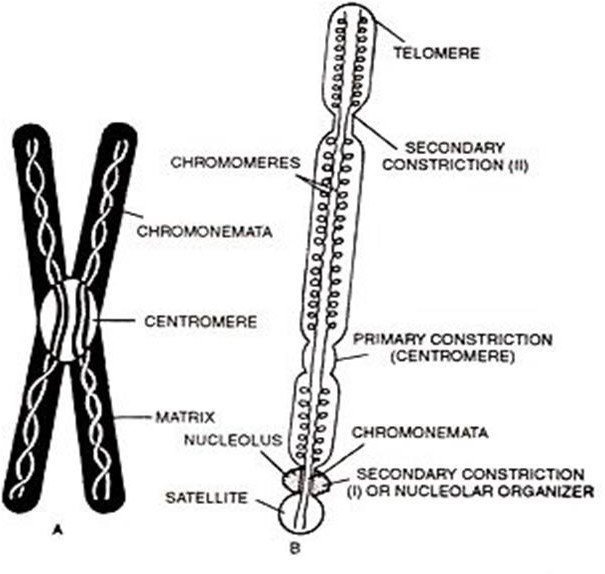 TELOMERE
SECONDARY
CONSTRICTION (II)
CHROMOMERES
CHROMONEMATA
CENTROMERE
PRIMARY CONSTRICTION
(CENTROMERE)
MATRIX
NUCLEOLUS
CHROMONEMATA
SECONDARY CONSTRICTION
(I) OR NUCLEOLAR ORGANIZER
SATELLITE
A
B